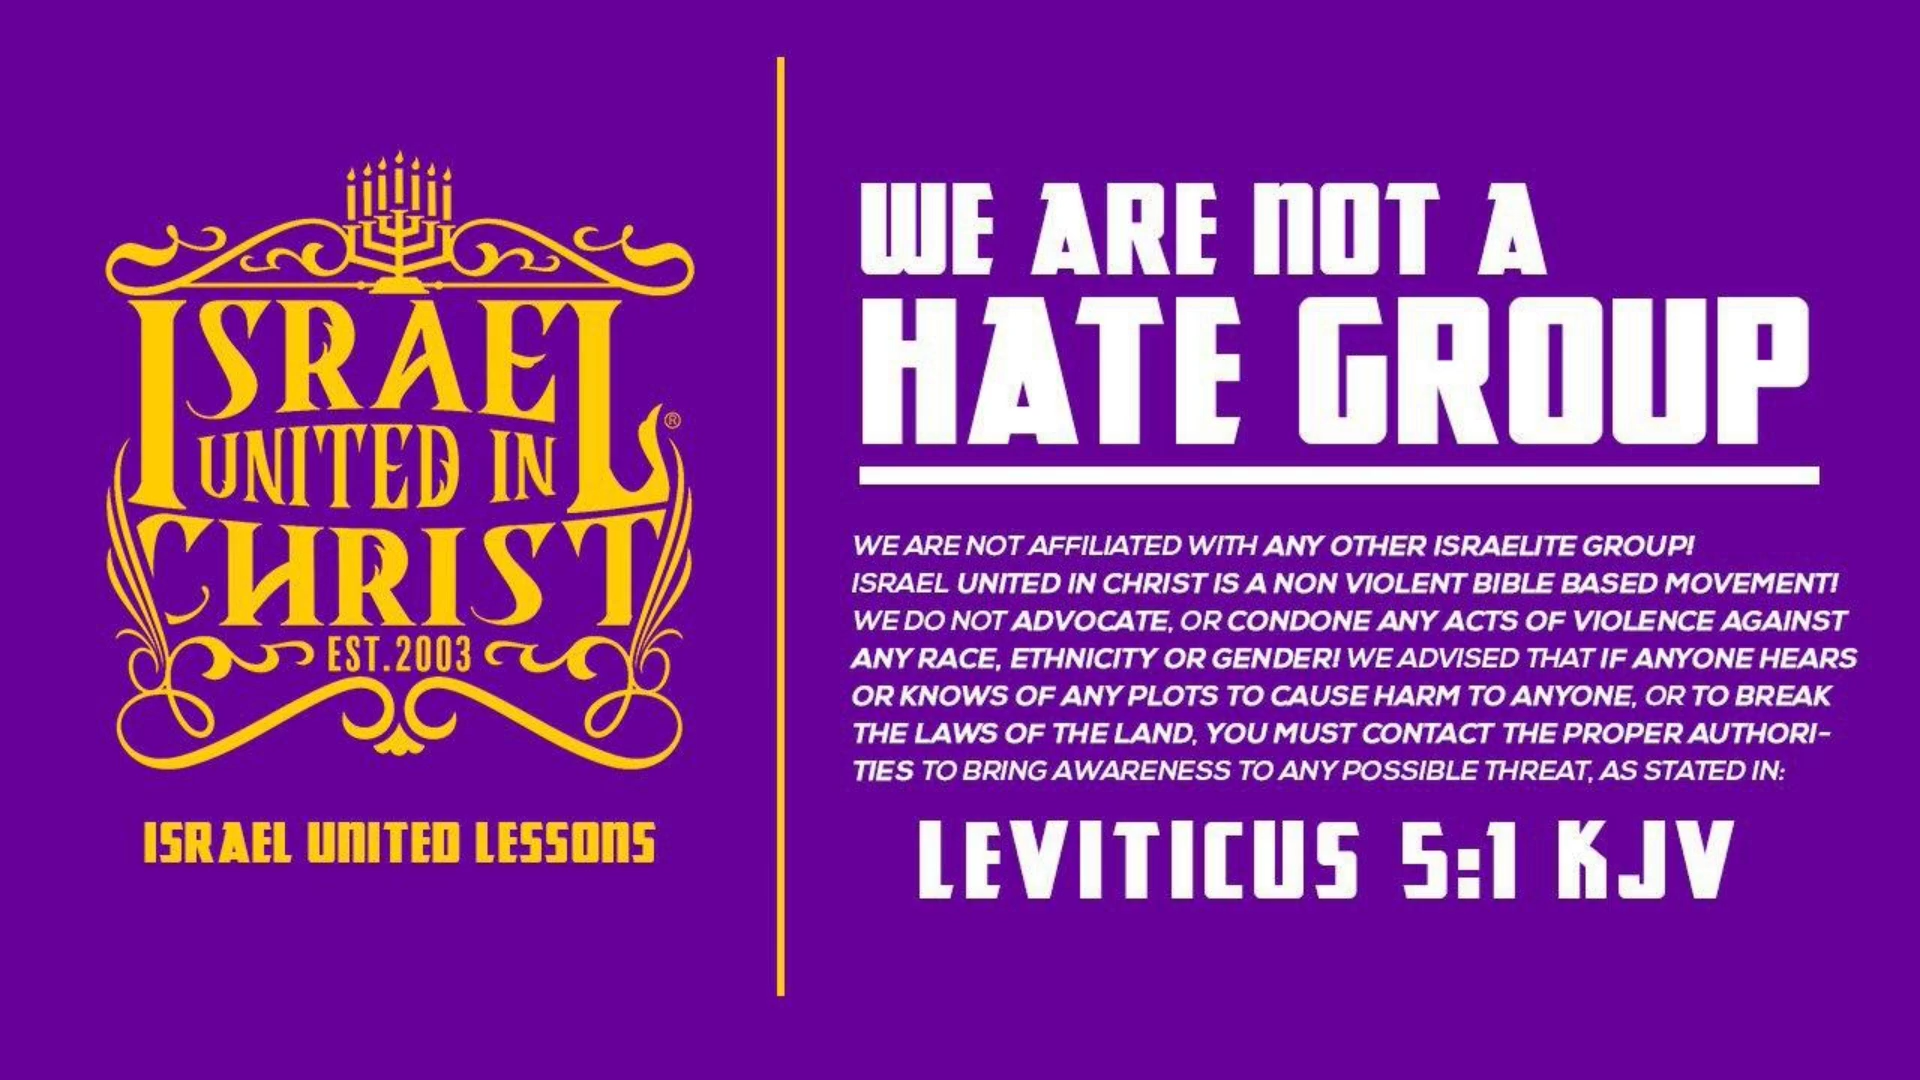 ISRAEL
UNITED IN
CHRIST
®
EST.2003
ISRAEL UNITED LESSONS
WE ARE NOT A
HATE GROUP
WE ARE NOT AFFILIATED WITH ANY OTHER ISRAELITE GROUP!
ISRAEL UNITED IN CHRIST IS A NON VIOLENT BIBLE BASED MOVEMENT!
WE DO NOT ADVOCATE, OR CONDONE ANY ACTS OF VIOLENCE AGAINST
ANY RACE, ETHNICITY OR GENDER! WE ADVISED THAT IF ANYONE HEARS
OR KNOWS OF ANY PLOTS TO CAUSE HARM TO ANYONE, OR TO BREAK
THE LAWS OF THE LAND, YOU MUST CONTACT THE PROPER AUTHORI-
TIES TO BRING AWARENESS TO ANY POSSIBLE THREAT, AS STATED IN:
LEVITICUS 5:1 KJV